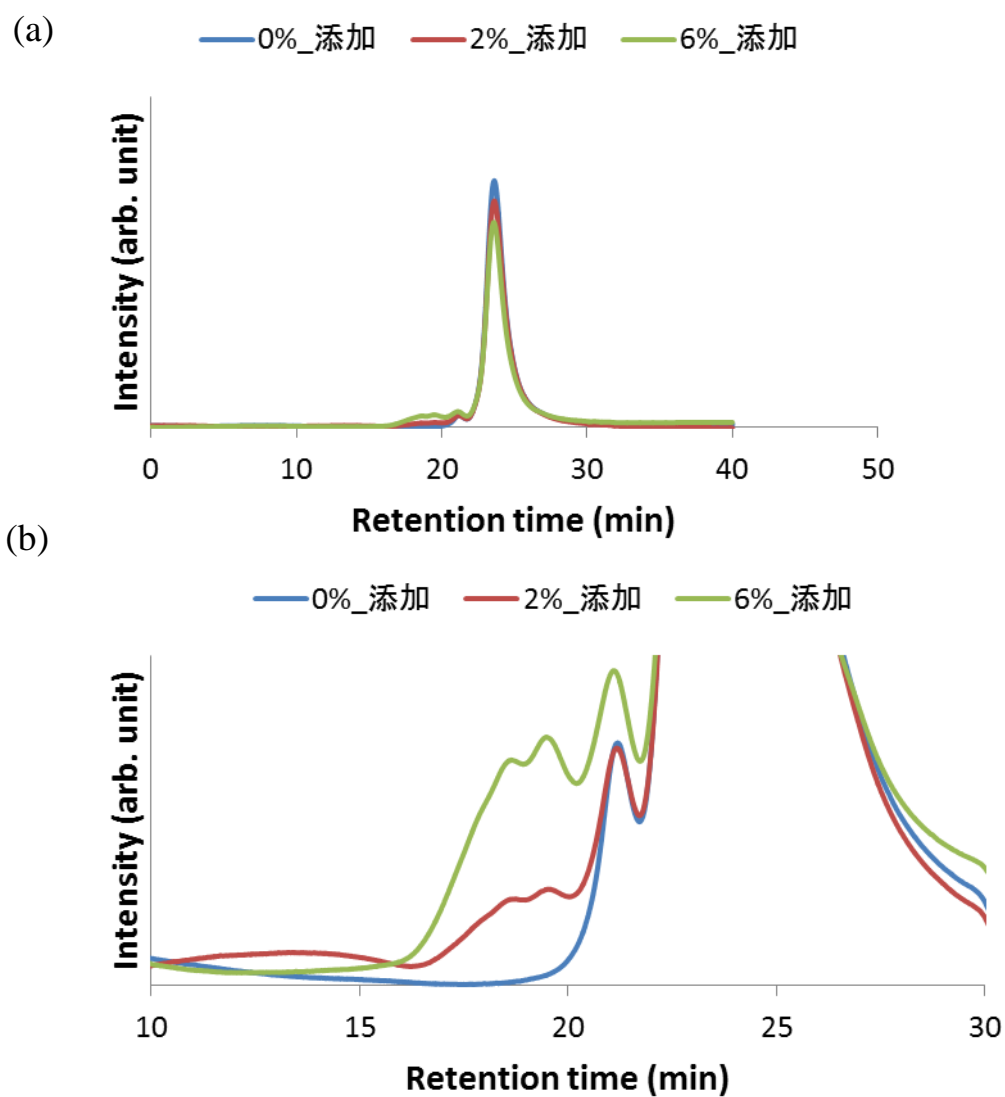 (a)
0%_添加 2%_添加 6%_添加
Intensity (arb. unit)
0 10 20 30 40 50
Retention time (min)
(b)
0%_添加 2%_添加 6%_添加
Intensity (arb. unit)
10 15 20 25 30
Retention time (min)